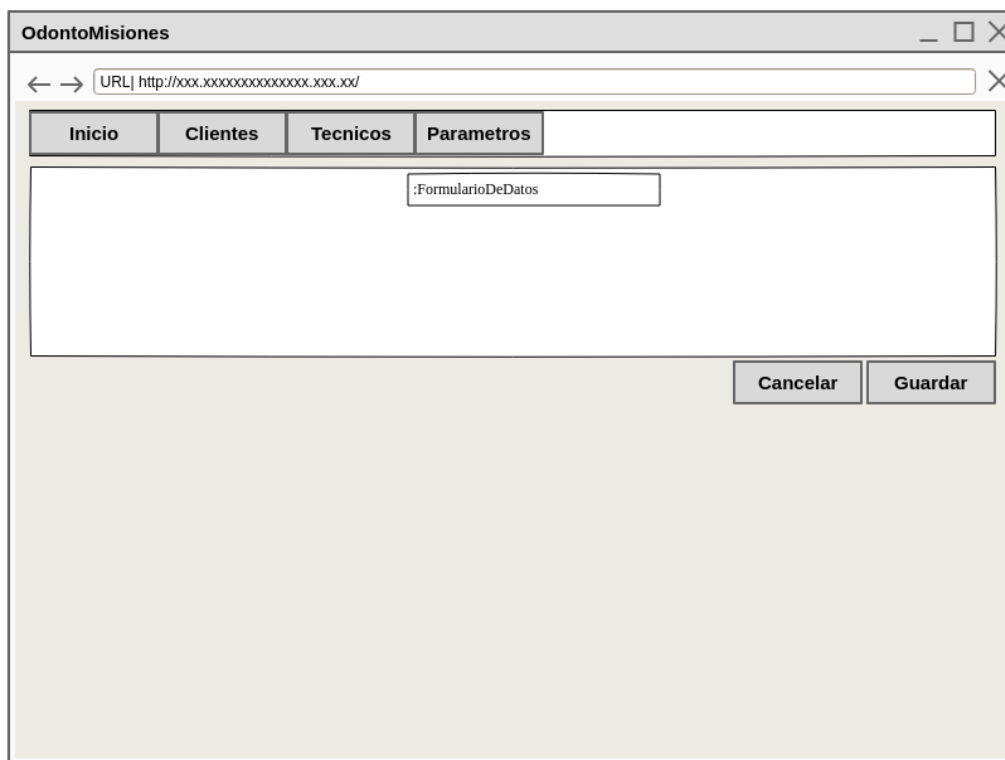 OdontoMisiones
URL| http://xxx.xxxxxxxxxxxxxx.xxx.xx/
Inicio Clientes Tecnicos Parametros
:FormularioDeDatos
Cancelar Guardar